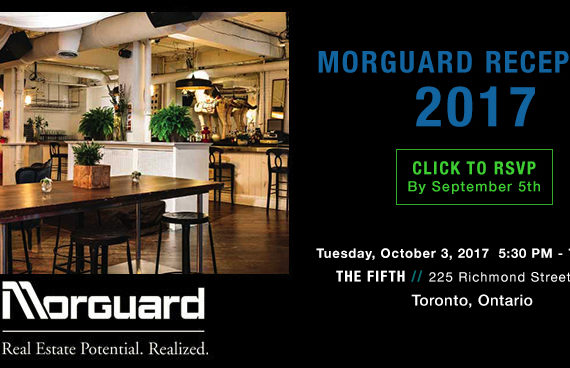 MORGUARD RECEP
2017
CLICK TO RSVP
By September 5th
Tuesday, October 3, 2017 5:30 PM -
THE FIFTH // 225 Richmond Street
Toronto, Ontario
Morguard
Real Estate Potential. Realized.